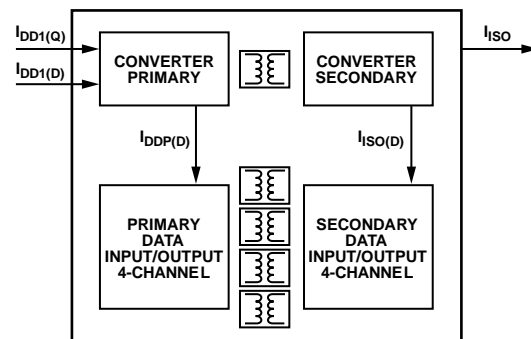 IDD1(Q)
IDD1(D)
CONVERTER
PRIMARY
CONVERTER
SECONDARY
IISO
IDDP(D)
IISO(D)
PRIMARY
DATA
INPUT/OUTPUT
4-CHANNEL
SECONDARY
DATA
INPUT/OUTPUT
4-CHANNEL